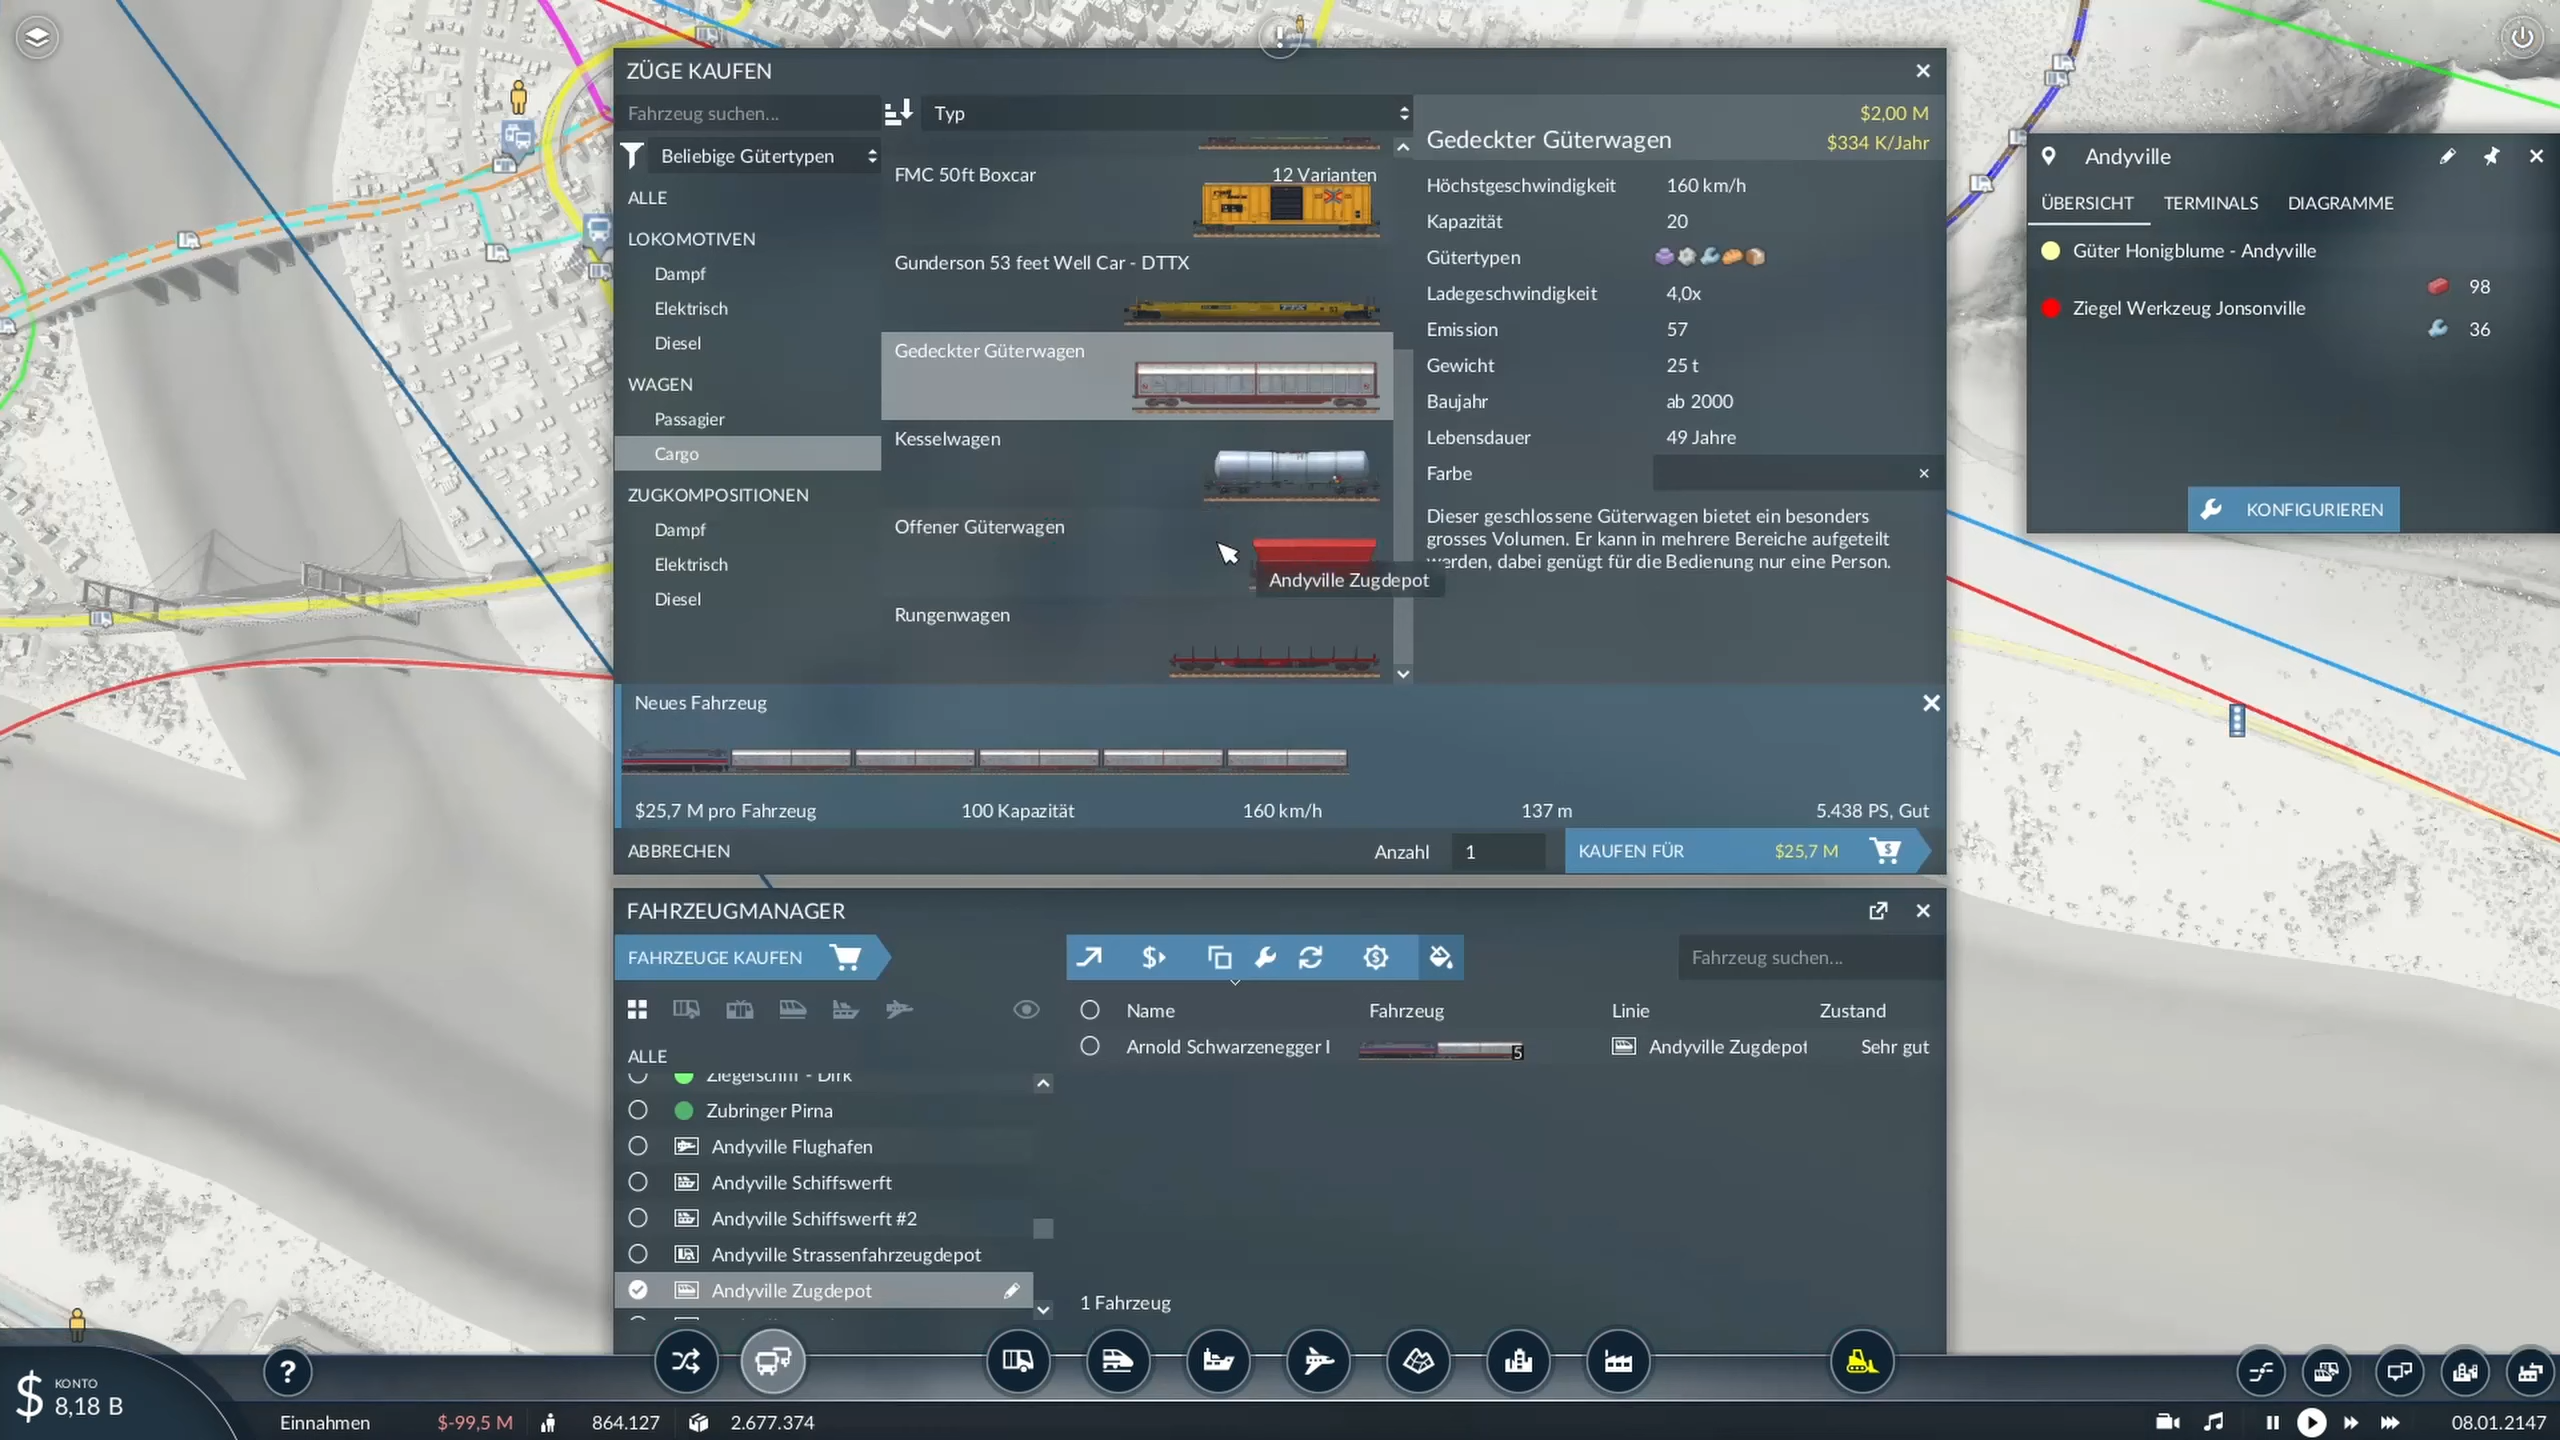 ZÜGE KAUFEN
Fahrzeug suchen...
Typ
Beliebige Gütertypen
ALLE
LOKOMOTIVEN
Dampf
Elektrisch
Diesel
WAGEN
Passagier
Cargo
ZUGKOMPOSITIONEN
Dampf
Elektrisch
Diesel
FMC 50ft Boxcar
12 Varianten
Gunderson 53 feet Well Car - DTTX
Gedeckter Güterwagen
Kesselwagen
Offener Güterwagen
Andyville Zugdepot
Rungenwagen
Gedeckter Güterwagen
$2,00 M
$334 K/Jahr
Höchstgeschwindigkeit 160 km/h
Kapazität 20
Gütertypen
Ladegeschwindigkeit 4,0x
Emission 57
Gewicht 25 t
Baujahr ab 2000
Lebensdauer 49 Jahre
Farbe
Dieser geschlossene Güterwagen bietet ein besonders
grosses Volumen. Er kann in mehrere Bereiche aufgeteilt
werden, dabei genügt für die Bedienung nur eine Person.
Neues Fahrzeug
$25,7 M pro Fahrzeug 100 Kapazität 160 km/h 137 m 5.438 PS, Gut
ABBRECHEN
Anzahl 1
KAUFEN FÜR $25,7 M
Andyville
ÜBERSICHT TERMINALS DIAGRAMME
Güter Honigblume - Andyville
98
Ziegel Werkzeug Jonsonville
36
KONFIGURIEREN
FAHRZEUGMANAGER
FAHRZEUGE KAUFEN
Fahrzeug suchen...
ALLE
Ziegelschiff - Dirk
Zubringer Pirna
Andyville Flughafen
Andyville Schiffswerft
Andyville Schiffswerft #2
Andyville Strassenfahrzeugdepot
Andyville Zugdepot
Name Fahrzeug Linie Zustand
Arnold Schwarzenegger I 5 Andyville Zugdepot Sehr gut
1 Fahrzeug
KONTO
8,18 B
Einnahmen $-99,5 M 864.127 2.677.374
08.01.2147